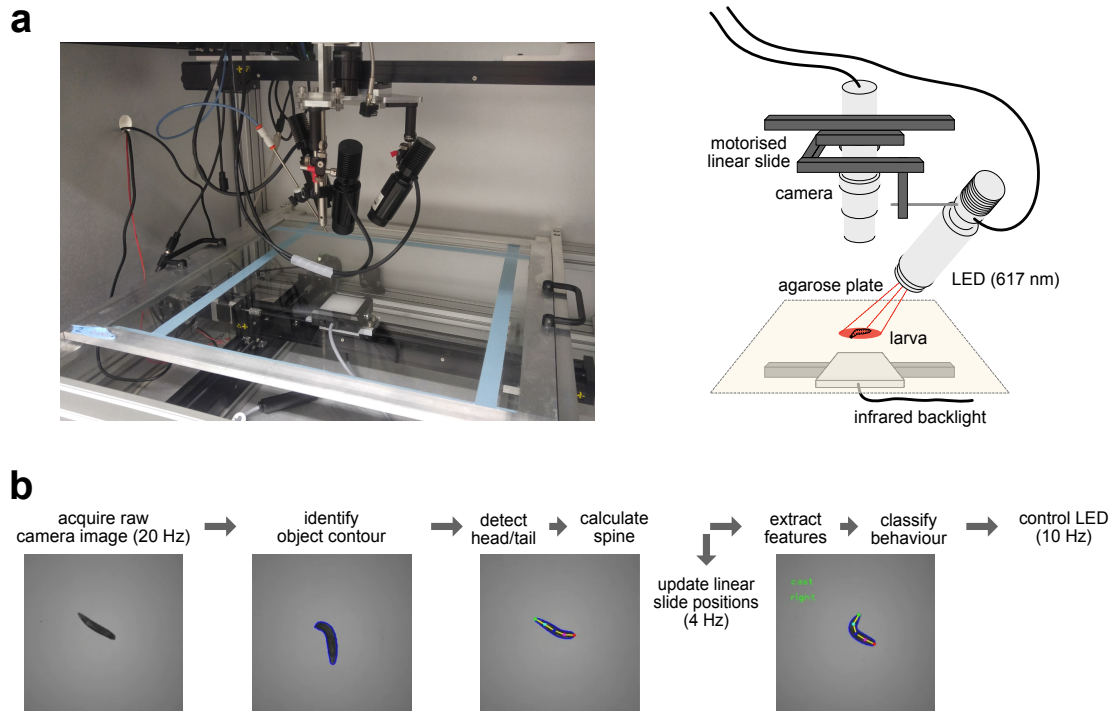 a
motorised
linear slide
camera
LED (617 nm)
agarose plate
larva
infrared backlight
b
acquire raw
camera image (20 Hz)
identify
object contour
detect
head/tail
calculate
spine
update linear
slide positions
(4 Hz)
extract
features
classify
behaviour
control LED
(10 Hz)
cast
right